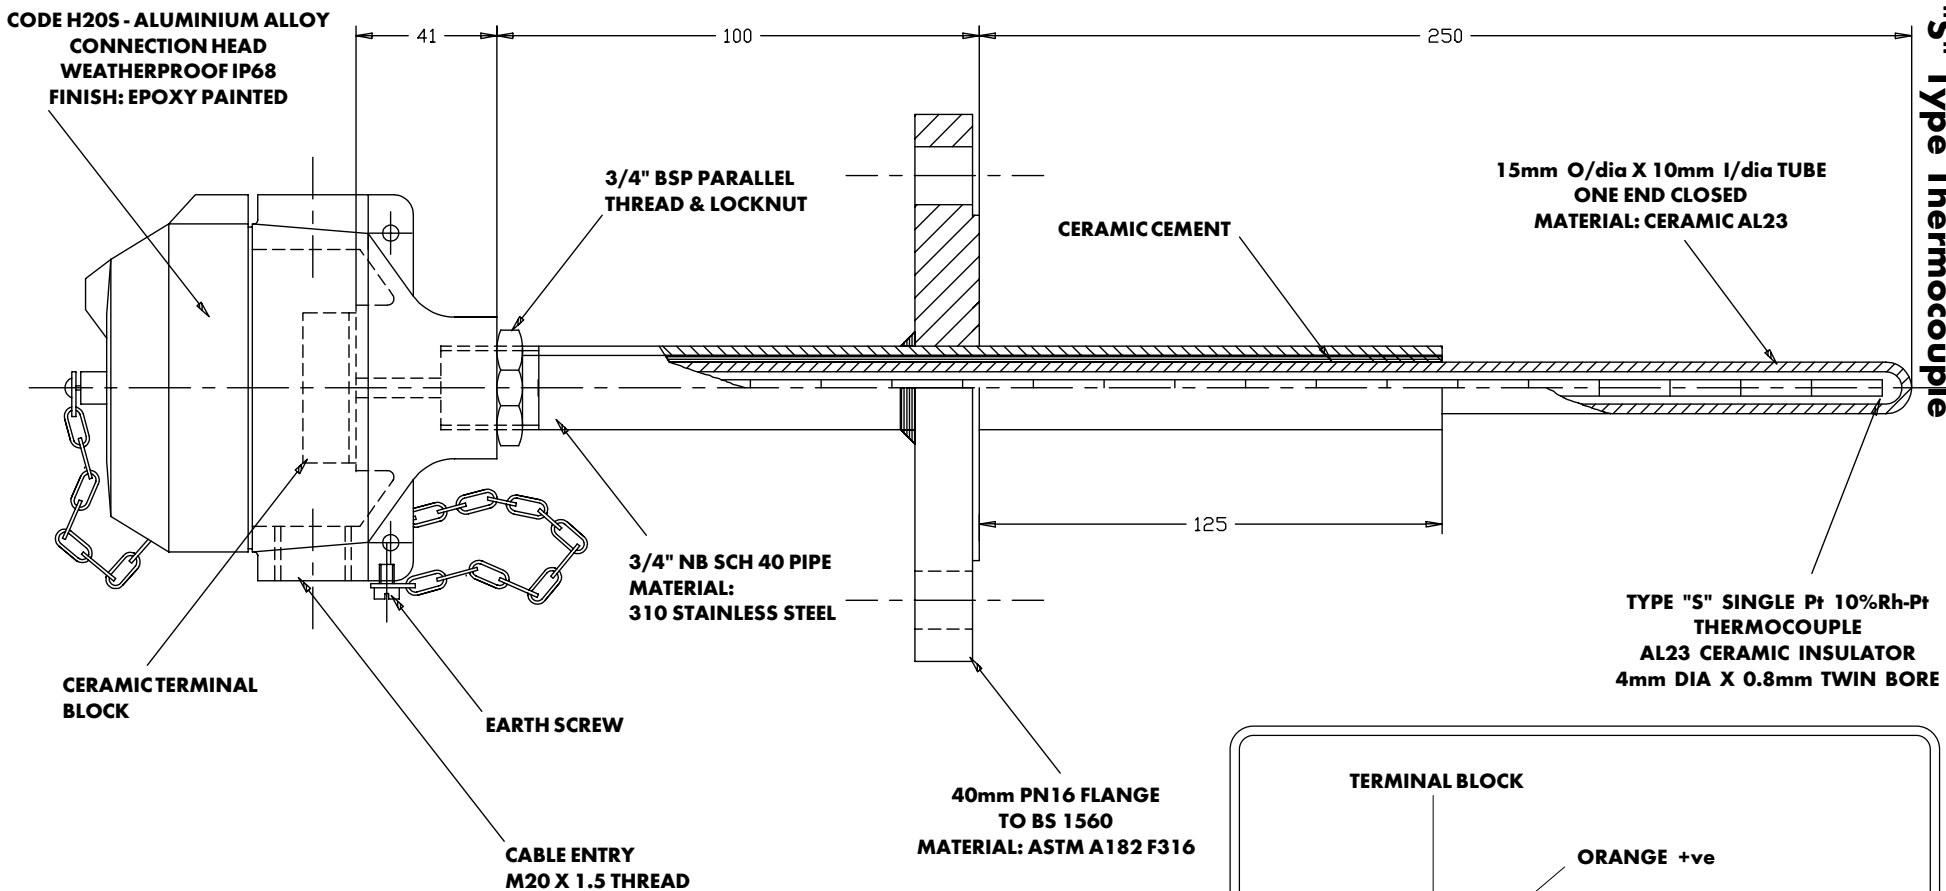 CODE H20S - ALUMINIUM ALLOY
CONNECTION HEAD
WEATHERPROOF IP68
FINISH: EPOXY PAINTED
41
100
250
"S" Type Thermocouple
3/4" BSP PARALLEL
THREAD & LOCKNUT
CERAMIC CEMENT
15mm O/dia X 10mm I/dia TUBE
ONE END CLOSED
MATERIAL: CERAMIC AL23
125
3/4" NB SCH 40 PIPE
MATERIAL:
310 STAINLESS STEEL
TYPE "S" SINGLE Pt 10%Rh-Pt
THERMOCOUPLE
AL23 CERAMIC INSULATOR
4mm DIA X 0.8mm TWIN BORE
CERAMIC TERMINAL
BLOCK
EARTH SCREW
40mm PN16 FLANGE
TO BS 1560
MATERIAL: ASTM A182 F316
CABLE ENTRY
M20 X 1.5 THREAD
TERMINAL BLOCK
ORANGE +ve